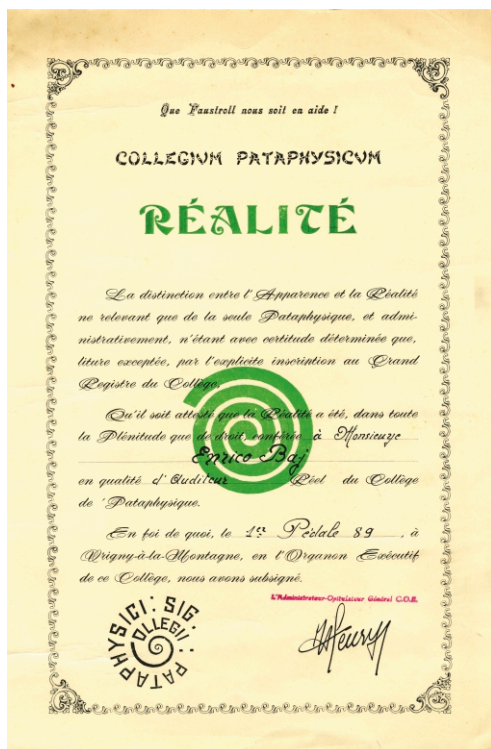 Que Faustroll nous soit en aide !
COLLEGIVM PATAPHYSICVM
RÉALITÉ
La distinction entre l'Apparence et la Réalité
ne relevant que de la seule Pataphysique, et admi-
nistrativement, n'étant avec certitude déterminée que,
liture exceptée, par l'explicite inscription au Grand
Registre du Collège,
Qu'il soit attesté que la Réalité a été, dans toute
la Plénitude que de droit, conférée à Monsieur
Enrico Baj
en qualité d'Auditeur Réel du Collège
de 'Pataphysique.
En foi de quoi, le 1er Pédale 89, à
Vrigny-à-la-Montagne, en l'Organon Exécutif
de ce Collège, nous avons subsigné.
L'Administrateur-Opitulateur Général C.O.E.
PATAPHYSICI : SIG
COLLEGII :